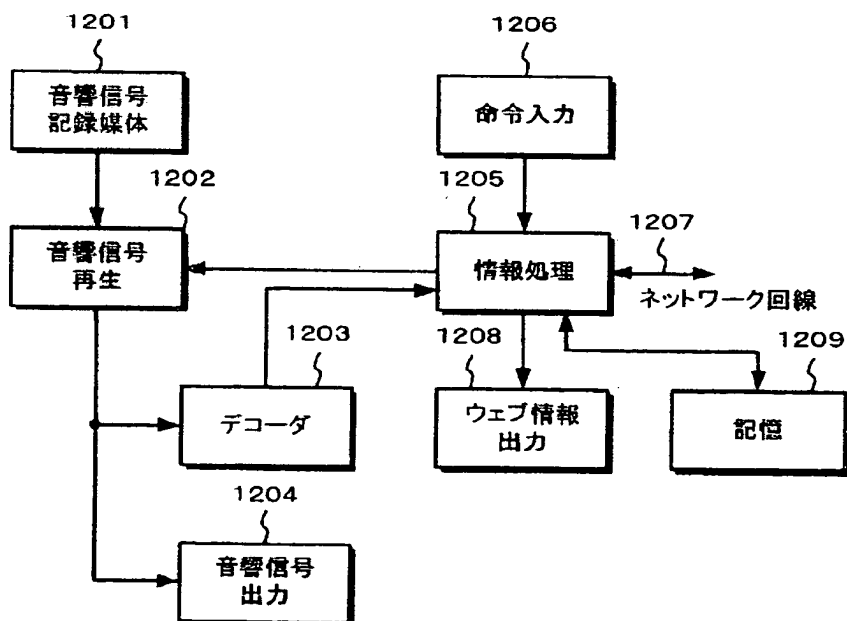 1201
音響信号
記録媒体
1206
命令入力
1202
音響信号
再生
1205
情報処理
1207
ネットワーク回線
1203
デコーダ
1208
ウェブ情報
出力
1209
記憶
1204
音響信号
出力